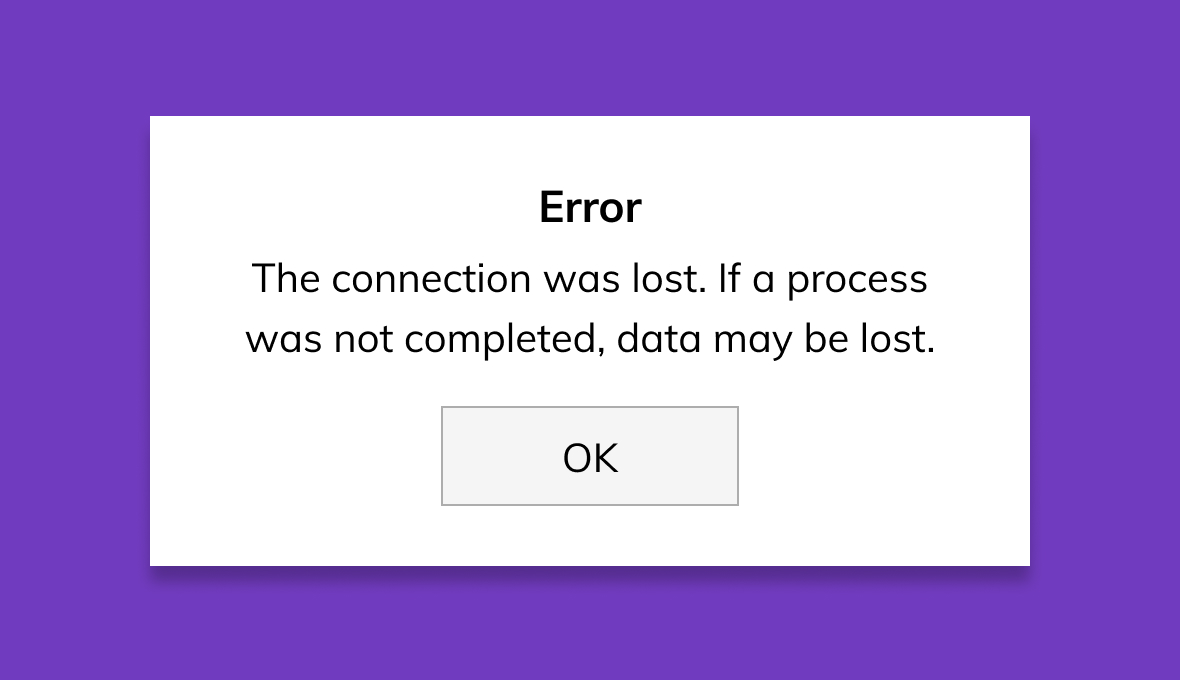 Error
The connection was lost. If a process
was not completed, data may be lost.
OK